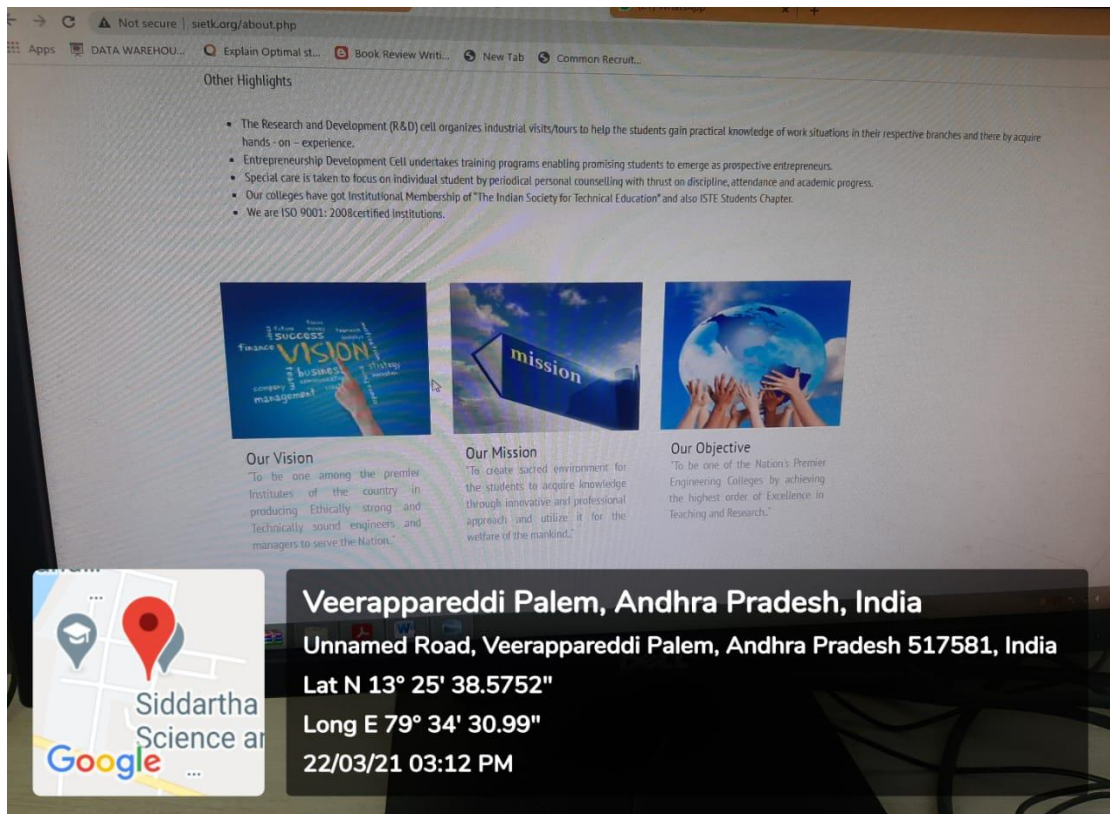 Not secure | sietk.org/about.php
Apps DATA WAREHOU... Explain Optimal st... Book Review Writi... New Tab Common Recruit...
Other Highlights
• The Research and Development (R&D) cell organizes industrial visits/tours to help the students gain practical knowledge of work situations in their respective branches and there by acquire
hands - on – experience.
• Entrepreneurship Development Cell undertakes training programs enabling promising students to emerge as prospective entrepreneurs.
• Special care is taken to focus on individual student by periodical personal counselling with thrust on discipline, attendance and academic progress.
• Our colleges have got Institutional Membership of "The Indian Society for Technical Education" and also ISTE Students Chapter.
• We are ISO 9001: 2008certified Institutions.
future
SUCCESS
finance VISION
strategy
team business
company
management
mission
Our Vision
"To be one among the premier
Institutes of the country in
producing Ethically strong and
Technically sound engineers and
managers to serve the Nation."
Our Mission
"To create sacred environment for
the students to acquire knowledge
through innovative and professional
approach and utilize it for the
welfare of the mankind."
Our Objective
"To be one of the Nation's Premier
Engineering Colleges by achieving
the highest order of Excellence in
Teaching and Research."
Siddartha
Science an
Google
Veerappareddi Palem, Andhra Pradesh, India
Unnamed Road, Veerappareddi Palem, Andhra Pradesh 517581, India
Lat N 13° 25' 38.5752"
Long E 79° 34' 30.99"
22/03/21 03:12 PM